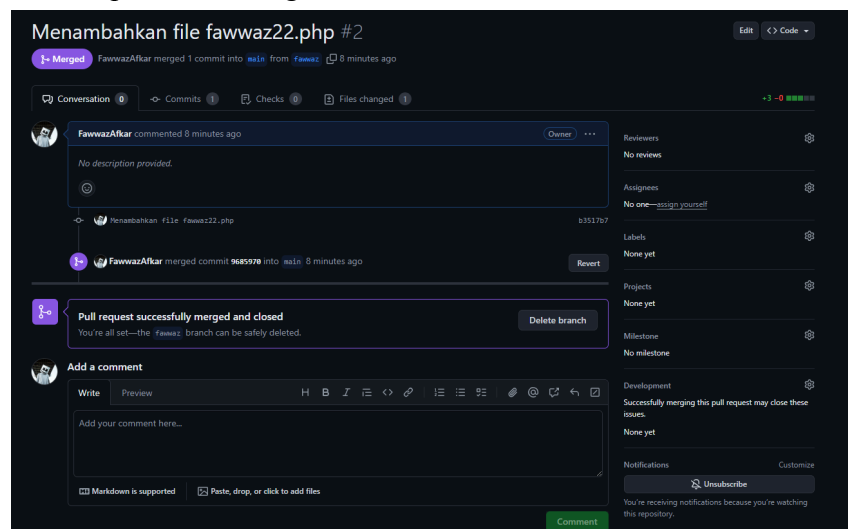 Menambahkan file fawwaz22.php #2
Edit
<> Code
Merged
FawwazAfkar merged 1 commit into main from fawwaz 8 minutes ago
Conversation 0
Commits 1
Checks 0
Files changed 1
+3 −0
FawwazAfkar commented 8 minutes ago
Owner
No description provided.
Menambahkan file fawwaz22.php
b3517b7
FawwazAfkar merged commit 9685970 into main 8 minutes ago
Revert
Pull request successfully merged and closed
You're all set—the fawwaz branch can be safely deleted.
Delete branch
Add a comment
Write
Preview
H B I
Add your comment here...
Markdown is supported
Paste, drop, or click to add files
Comment
Reviewers
No reviews
Assignees
No one—assign yourself
Labels
None yet
Projects
None yet
Milestone
No milestone
Development
Successfully merging this pull request may close these
issues.
None yet
Notifications
Customize
Unsubscribe
You're receiving notifications because you're watching
this repository.